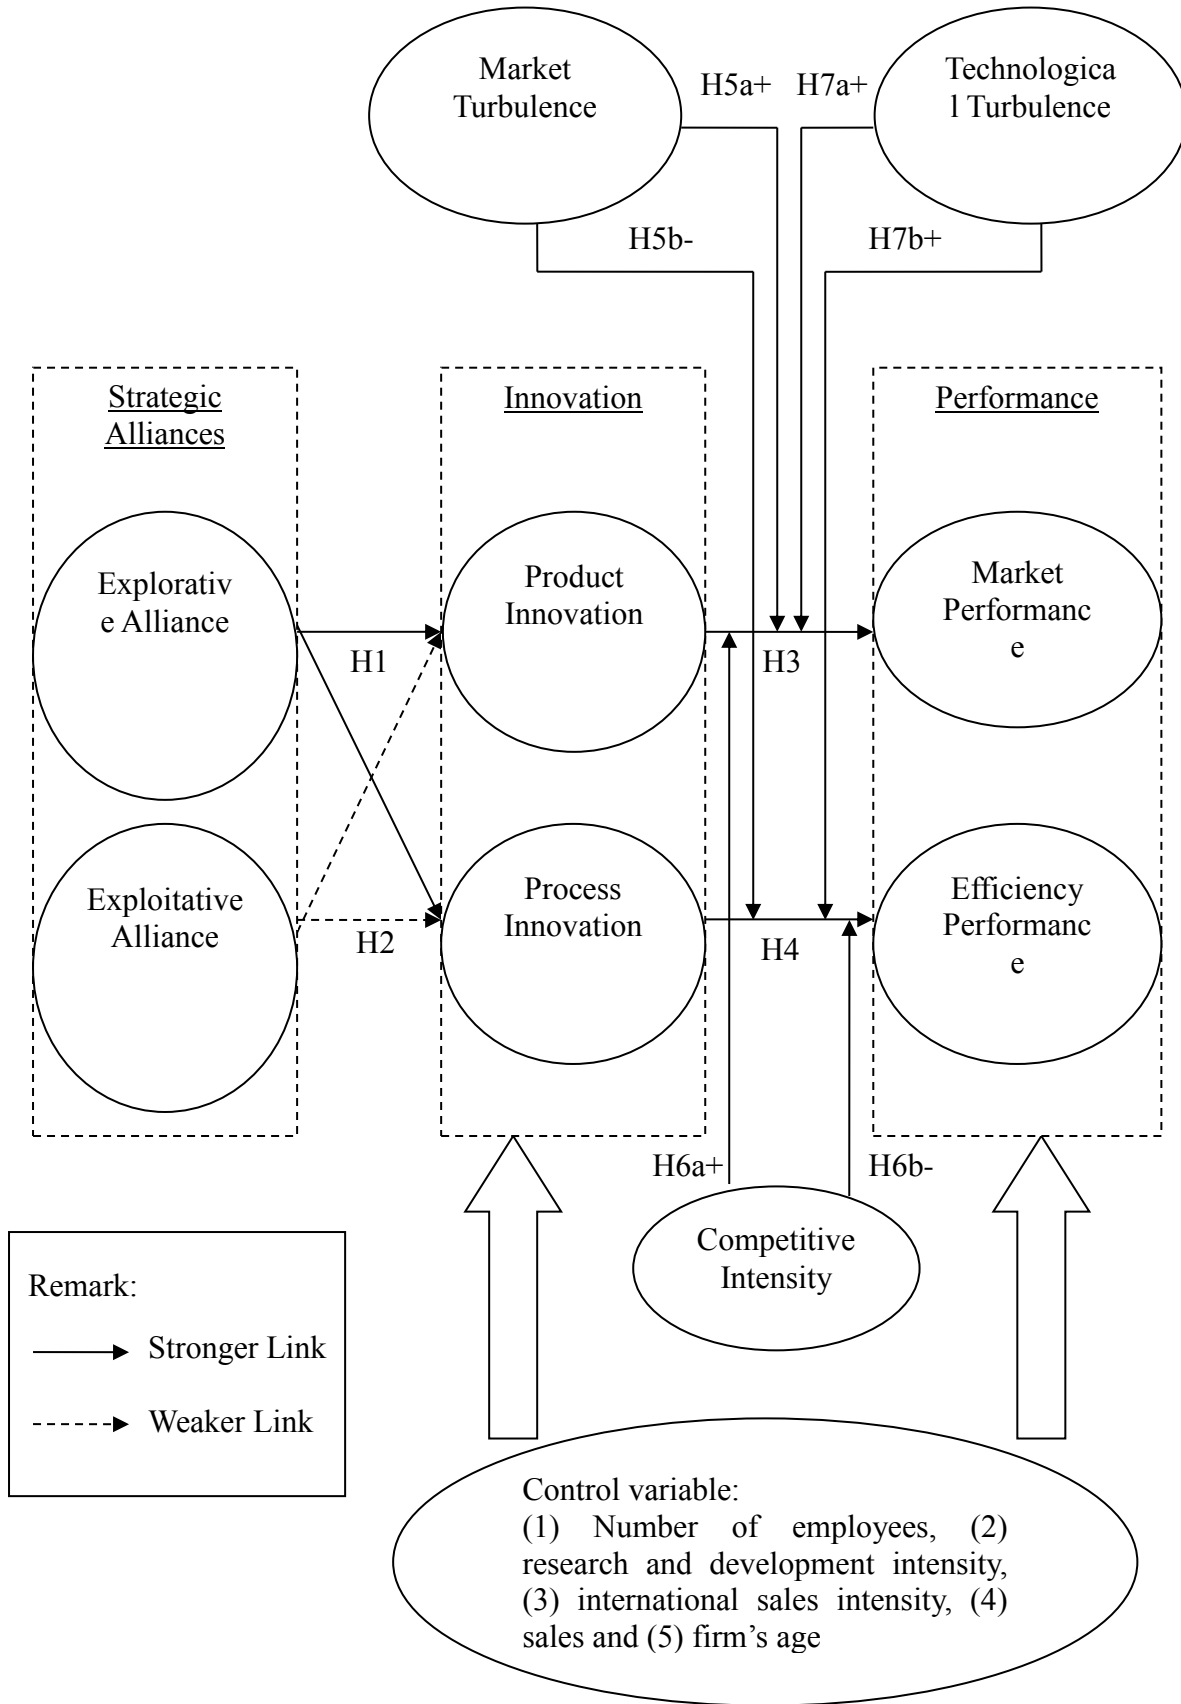 Market
Turbulence
H5a+
H7a+
Technologica
l Turbulence
H5b-
H7b+
Strategic
Alliances
Innovation
Performance
Explorativ
e Alliance
Product
Innovation
Market
Performanc
e
H1
H3
Exploitative
Alliance
Process
Innovation
Efficiency
Performanc
e
H2
H4
H6a+
H6b-
Competitive
Intensity
Remark:
Stronger Link
Weaker Link
Control variable:
(1) Number of employees, (2)
research and development intensity,
(3) international sales intensity, (4)
sales and (5) firm’s age